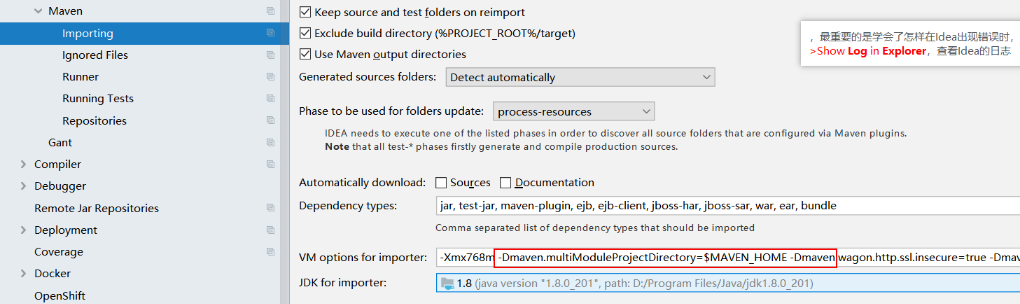 Maven
Importing
Ignored Files
Runner
Running Tests
Repositories
Gant
Compiler
Debugger
Remote Jar Repositories
Deployment
Coverage
Docker
OpenShift
Keep source and test folders on reimport
Exclude build directory (%PROJECT_ROOT%/target)
Use Maven output directories
Generated sources folders: Detect automatically
Phase to be used for folders update: process-resources
IDEA needs to execute one of the listed phases in order to discover all source folders that are configured via Maven plugins.
Note that all test-* phases firstly generate and compile production sources.
Automatically download: Sources Documentation
Dependency types: jar, test-jar, maven-plugin, ejb, ejb-client, jboss-har, jboss-sar, war, ear, bundle
Comma separated list of dependency types that should be imported
VM options for importer: -Xmx768m -Dmaven.multiModuleProjectDirectory=$MAVEN_HOME -Dmaven.wagon.http.ssl.insecure=true -Dmav
JDK for importer: 1.8 (java version "1.8.0_201", path: D:/Program Files/Java/jdk1.8.0_201)
，最重要的是学会了怎样在Idea出现错误时，
>Show Log in Explorer，查看Idea的日志